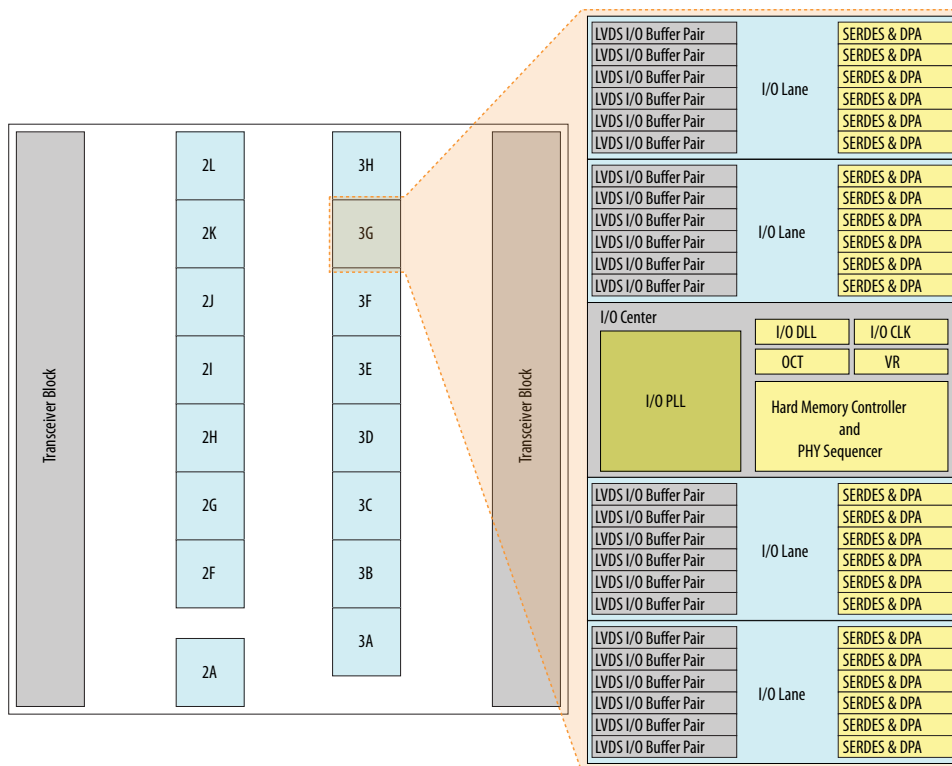 Transceiver Block
2L
2K
2J
2I
2H
2G
2F
2A
3H
3G
3F
3E
3D
3C
3B
3A
Transceiver Block
LVDS I/O Buffer Pair
LVDS I/O Buffer Pair
LVDS I/O Buffer Pair
LVDS I/O Buffer Pair
LVDS I/O Buffer Pair
LVDS I/O Buffer Pair
I/O Lane
SERDES & DPA
SERDES & DPA
SERDES & DPA
SERDES & DPA
SERDES & DPA
SERDES & DPA
LVDS I/O Buffer Pair
LVDS I/O Buffer Pair
LVDS I/O Buffer Pair
LVDS I/O Buffer Pair
LVDS I/O Buffer Pair
LVDS I/O Buffer Pair
I/O Lane
SERDES & DPA
SERDES & DPA
SERDES & DPA
SERDES & DPA
SERDES & DPA
SERDES & DPA
I/O Center
I/O PLL
I/O DLL
I/O CLK
OCT
VR
Hard Memory Controller
and
PHY Sequencer
LVDS I/O Buffer Pair
LVDS I/O Buffer Pair
LVDS I/O Buffer Pair
LVDS I/O Buffer Pair
LVDS I/O Buffer Pair
LVDS I/O Buffer Pair
I/O Lane
SERDES & DPA
SERDES & DPA
SERDES & DPA
SERDES & DPA
SERDES & DPA
SERDES & DPA
LVDS I/O Buffer Pair
LVDS I/O Buffer Pair
LVDS I/O Buffer Pair
LVDS I/O Buffer Pair
LVDS I/O Buffer Pair
LVDS I/O Buffer Pair
I/O Lane
SERDES & DPA
SERDES & DPA
SERDES & DPA
SERDES & DPA
SERDES & DPA
SERDES & DPA